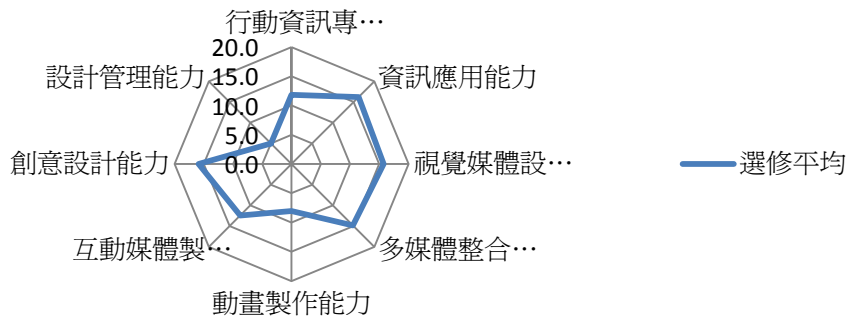 行動資訊專…
20.0
15.0
10.0
5.0
0.0
資訊應用能力
視覺媒體設…
多媒體整合…
動畫製作能力
互動媒體製…
創意設計能力
設計管理能力
選修平均